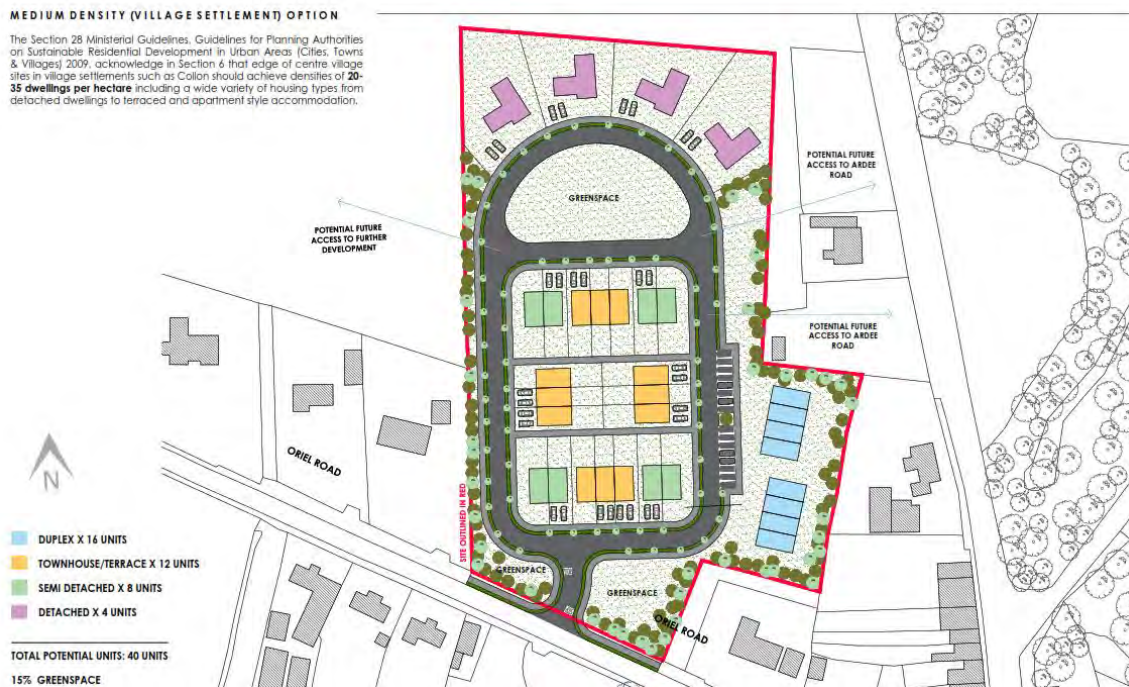 MEDIUM DENSITY (VILLAGE SETTLEMENT) OPTION
The Section 28 Ministerial Guidelines, Guidelines for Planning Authorities
on Sustainable Residential Development in Urban Areas (Cities, Towns
& Villages) 2009, acknowledge in Section 6 that edge of centre village
sites in village settlements such as Collon should achieve densities of 20-
35 dwellings per hectare including a wide variety of housing types from
detached dwellings to terraced and apartment style accommodation.
POTENTIAL FUTURE
ACCESS TO ARDEE
ROAD
GREENSPACE
POTENTIAL FUTURE
ACCESS TO FURTHER
DEVELOPMENT
POTENTIAL FUTURE
ACCESS TO ARDEE
ROAD
ORIEL ROAD
N
SITE OUTLINED IN RED
DUPLEX X 16 UNITS
TOWNHOUSE/TERRACE X 12 UNITS
SEMI DETACHED X 8 UNITS
DETACHED X 4 UNITS
GREENSPACE
GREENSPACE
ORIEL ROAD
TOTAL POTENTIAL UNITS: 40 UNITS
15% GREENSPACE